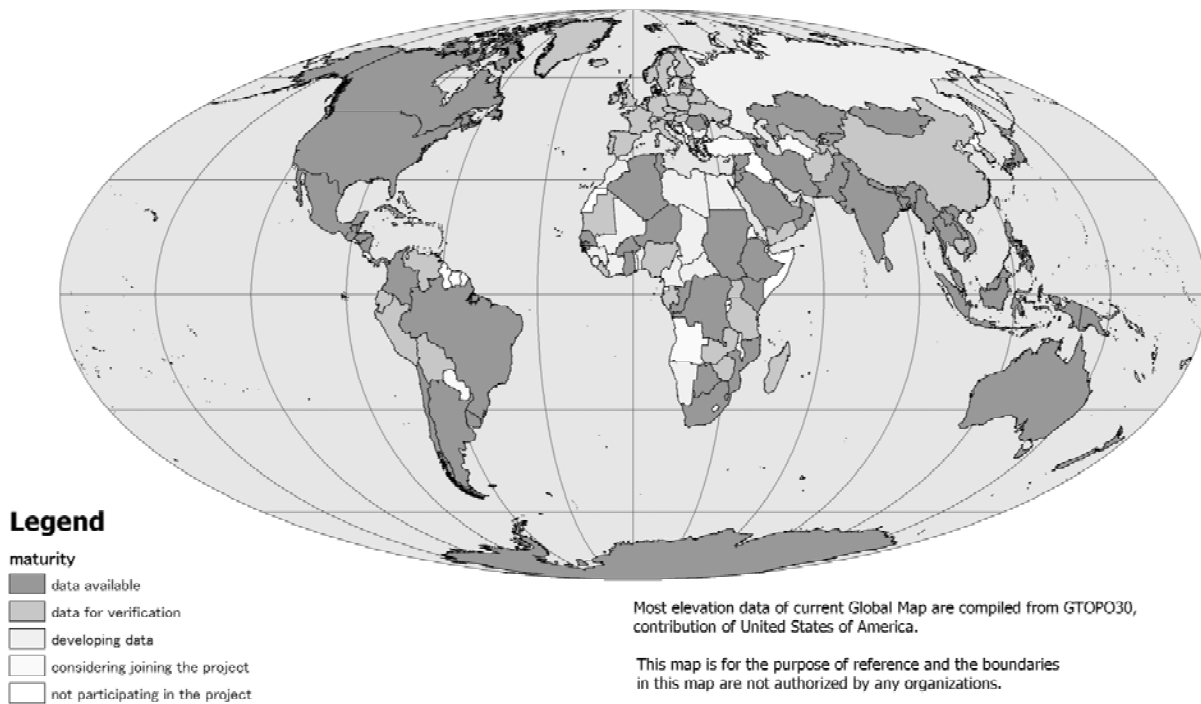 Legend
maturity
data available
data for verification
developing data
considering joining the project
not participating in the project
Most elevation data of current Global Map are compiled from GTOPO30,
contribution of United States of America.
This map is for the purpose of reference and the boundaries
in this map are not authorized by any organizations.